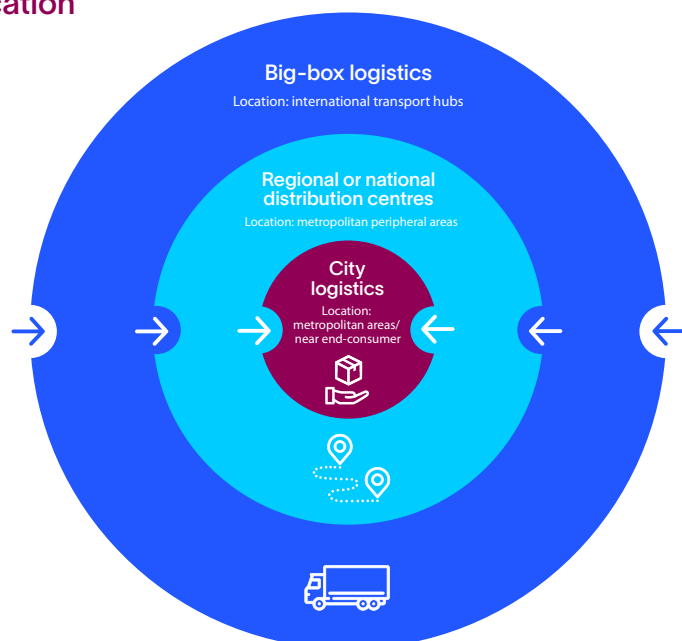 Big-box logistics
Location: international transport hubs
Regional or national
distribution centres
Location: metropolitan peripheral areas
City
logistics
Location:
metropolitan areas/
near end-consumer